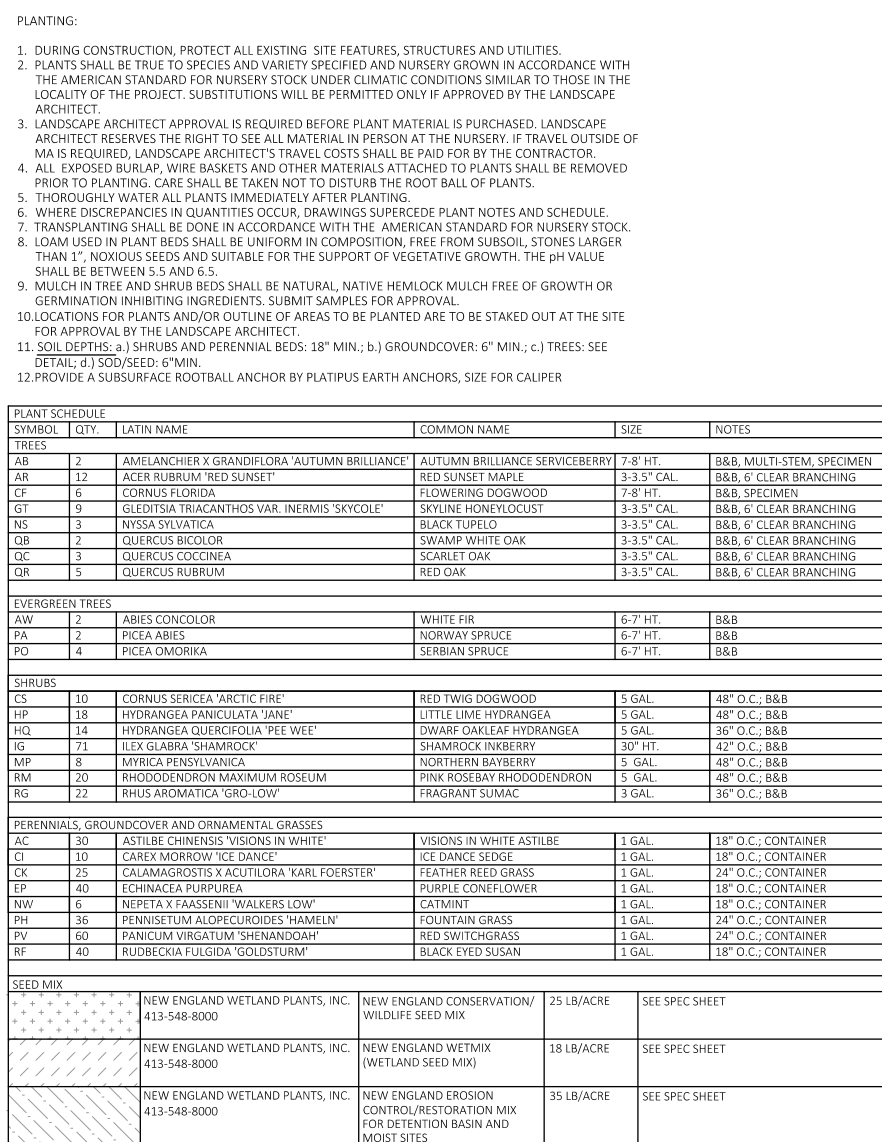 PLANTING:
1. DURING CONSTRUCTION, PROTECT ALL EXISTING SITE FEATURES, STRUCTURES AND UTILITIES.
2. PLANTS SHALL BE TRUE TO SPECIES AND VARIETY SPECIFIED AND NURSERY GROWN IN ACCORDANCE WITH
THE AMERICAN STANDARD FOR NURSERY STOCK UNDER CLIMATIC CONDITIONS SIMILAR TO THOSE IN THE
LOCALITY OF THE PROJECT. SUBSTITUTIONS WILL BE PERMITTED ONLY IF APPROVED BY THE LANDSCAPE
ARCHITECT.
3. LANDSCAPE ARCHITECT APPROVAL IS REQUIRED BEFORE PLANT MATERIAL IS PURCHASED. LANDSCAPE
ARCHITECT RESERVES THE RIGHT TO SEE ALL MATERIAL IN PERSON AT THE NURSERY. IF TRAVEL OUTSIDE OF
MA IS REQUIRED, LANDSCAPE ARCHITECT'S TRAVEL COSTS SHALL BE PAID FOR BY THE CONTRACTOR.
4. ALL EXPOSED BURLAP, WIRE BASKETS AND OTHER MATERIALS ATTACHED TO PLANTS SHALL BE REMOVED
PRIOR TO PLANTING. CARE SHALL BE TAKEN NOT TO DISTURB THE ROOT BALL OF PLANTS.
5. THOROUGHLY WATER ALL PLANTS IMMEDIATELY AFTER PLANTING.
6. WHERE DISCREPANCIES IN QUANTITIES OCCUR, DRAWINGS SUPERCEDE PLANT NOTES AND SCHEDULE.
7. TRANSPLANTING SHALL BE DONE IN ACCORDANCE WITH THE AMERICAN STANDARD FOR NURSERY STOCK.
8. LOAM USED IN PLANT BEDS SHALL BE UNIFORM IN COMPOSITION, FREE FROM SUBSOIL, STONES LARGER
THAN 1", NOXIOUS SEEDS AND SUITABLE FOR THE SUPPORT OF VEGETATIVE GROWTH. THE pH VALUE
SHALL BE BETWEEN 5.5 AND 6.5.
9. MULCH IN TREE AND SHRUB BEDS SHALL BE NATURAL, NATIVE HEMLOCK MULCH FREE OF GROWTH OR
GERMINATION INHIBITING INGREDIENTS. SUBMIT SAMPLES FOR APPROVAL.
10.LOCATIONS FOR PLANTS AND/OR OUTLINE OF AREAS TO BE PLANTED ARE TO BE STAKED OUT AT THE SITE
FOR APPROVAL BY THE LANDSCAPE ARCHITECT.
11. SOIL DEPTHS: a.) SHRUBS AND PERENNIAL BEDS: 18" MIN.; b.) GROUNDCOVER: 6" MIN.; c.) TREES: SEE
DETAIL; d.) SOD/SEED: 6"MIN.
12.PROVIDE A SUBSURFACE ROOTBALL ANCHOR BY PLATIPUS EARTH ANCHORS, SIZE FOR CALIPER
PLANT SCHEDULE
SYMBOL QTY. LATIN NAME COMMON NAME SIZE NOTES
TREES
AB 2 AMELANCHIER X GRANDIFLORA 'AUTUMN BRILLIANCE' AUTUMN BRILLIANCE SERVICEBERRY 7-8' HT. B&B, MULTI-STEM, SPECIMEN
AR 12 ACER RUBRUM 'RED SUNSET' RED SUNSET MAPLE 3-3.5" CAL. B&B, 6' CLEAR BRANCHING
CF 6 CORNUS FLORIDA FLOWERING DOGWOOD 7-8' HT. B&B, SPECIMEN
GT 9 GLEDITSIA TRIACANTHOS VAR. INERMIS 'SKYCOLE' SKYLINE HONEYLOCUST 3-3.5" CAL. B&B, 6' CLEAR BRANCHING
NS 3 NYSSA SYLVATICA BLACK TUPELO 3-3.5" CAL. B&B, 6' CLEAR BRANCHING
QB 2 QUERCUS BICOLOR SWAMP WHITE OAK 3-3.5" CAL. B&B, 6' CLEAR BRANCHING
QC 3 QUERCUS COCCINEA SCARLET OAK 3-3.5" CAL. B&B, 6' CLEAR BRANCHING
QR 5 QUERCUS RUBRUM RED OAK 3-3.5" CAL. B&B, 6' CLEAR BRANCHING
EVERGREEN TREES
AW 2 ABIES CONCOLOR WHITE FIR 6-7' HT. B&B
PA 2 PICEA ABIES NORWAY SPRUCE 6-7' HT. B&B
PO 4 PICEA OMORIKA SERBIAN SPRUCE 6-7' HT. B&B
SHRUBS
CS 10 CORNUS SERICEA 'ARCTIC FIRE' RED TWIG DOGWOOD 5 GAL. 48" O.C.; B&B
HP 18 HYDRANGEA PANICULATA 'JANE' LITTLE LIME HYDRANGEA 5 GAL. 48" O.C.; B&B
HQ 14 HYDRANGEA QUERCIFOLIA 'PEE WEE' DWARF OAKLEAF HYDRANGEA 5 GAL. 36" O.C.; B&B
IG 71 ILEX GLABRA 'SHAMROCK' SHAMROCK INKBERRY 30" HT. 42" O.C.; B&B
MP 8 MYRICA PENSYLVANICA NORTHERN BAYBERRY 5 GAL. 48" O.C.; B&B
RM 20 RHODODENDRON MAXIMUM ROSEUM PINK ROSEBAY RHODODENDRON 5 GAL. 48" O.C.; B&B
RG 22 RHUS AROMATICA 'GRO-LOW' FRAGRANT SUMAC 3 GAL. 36" O.C.; B&B
PERENNIALS, GROUNDCOVER AND ORNAMENTAL GRASSES
AC 30 ASTILBE CHINENSIS 'VISIONS IN WHITE' VISIONS IN WHITE ASTILBE 1 GAL. 18" O.C.; CONTAINER
CI 10 CAREX MORROW 'ICE DANCE' ICE DANCE SEDGE 1 GAL. 18" O.C.; CONTAINER
CK 25 CALAMAGROSTIS X ACUTILORA 'KARL FOERSTER' FEATHER REED GRASS 1 GAL. 24" O.C.; CONTAINER
EP 40 ECHINACEA PURPUREA PURPLE CONEFLOWER 1 GAL. 18" O.C.; CONTAINER
NW 6 NEPETA X FAASSENII 'WALKERS LOW' CATMINT 1 GAL. 18" O.C.; CONTAINER
PH 36 PENNISETUM ALOPECUROIDES 'HAMELN' FOUNTAIN GRASS 1 GAL. 24" O.C.; CONTAINER
PV 60 PANICUM VIRGATUM 'SHENANDOAH' RED SWITCHGRASS 1 GAL. 24" O.C.; CONTAINER
RF 40 RUDBECKIA FULGIDA 'GOLDSTURM' BLACK EYED SUSAN 1 GAL. 18" O.C.; CONTAINER
SEED MIX
NEW ENGLAND WETLAND PLANTS, INC. NEW ENGLAND CONSERVATION/ 25 LB/ACRE SEE SPEC SHEET
413-548-8000 WILDLIFE SEED MIX
NEW ENGLAND WETLAND PLANTS, INC. NEW ENGLAND WETMIX 18 LB/ACRE SEE SPEC SHEET
413-548-8000 (WETLAND SEED MIX)
NEW ENGLAND WETLAND PLANTS, INC. NEW ENGLAND EROSION 35 LB/ACRE SEE SPEC SHEET
413-548-8000 CONTROL/RESTORATION MIX
FOR DETENTION BASIN AND
MOIST SITES